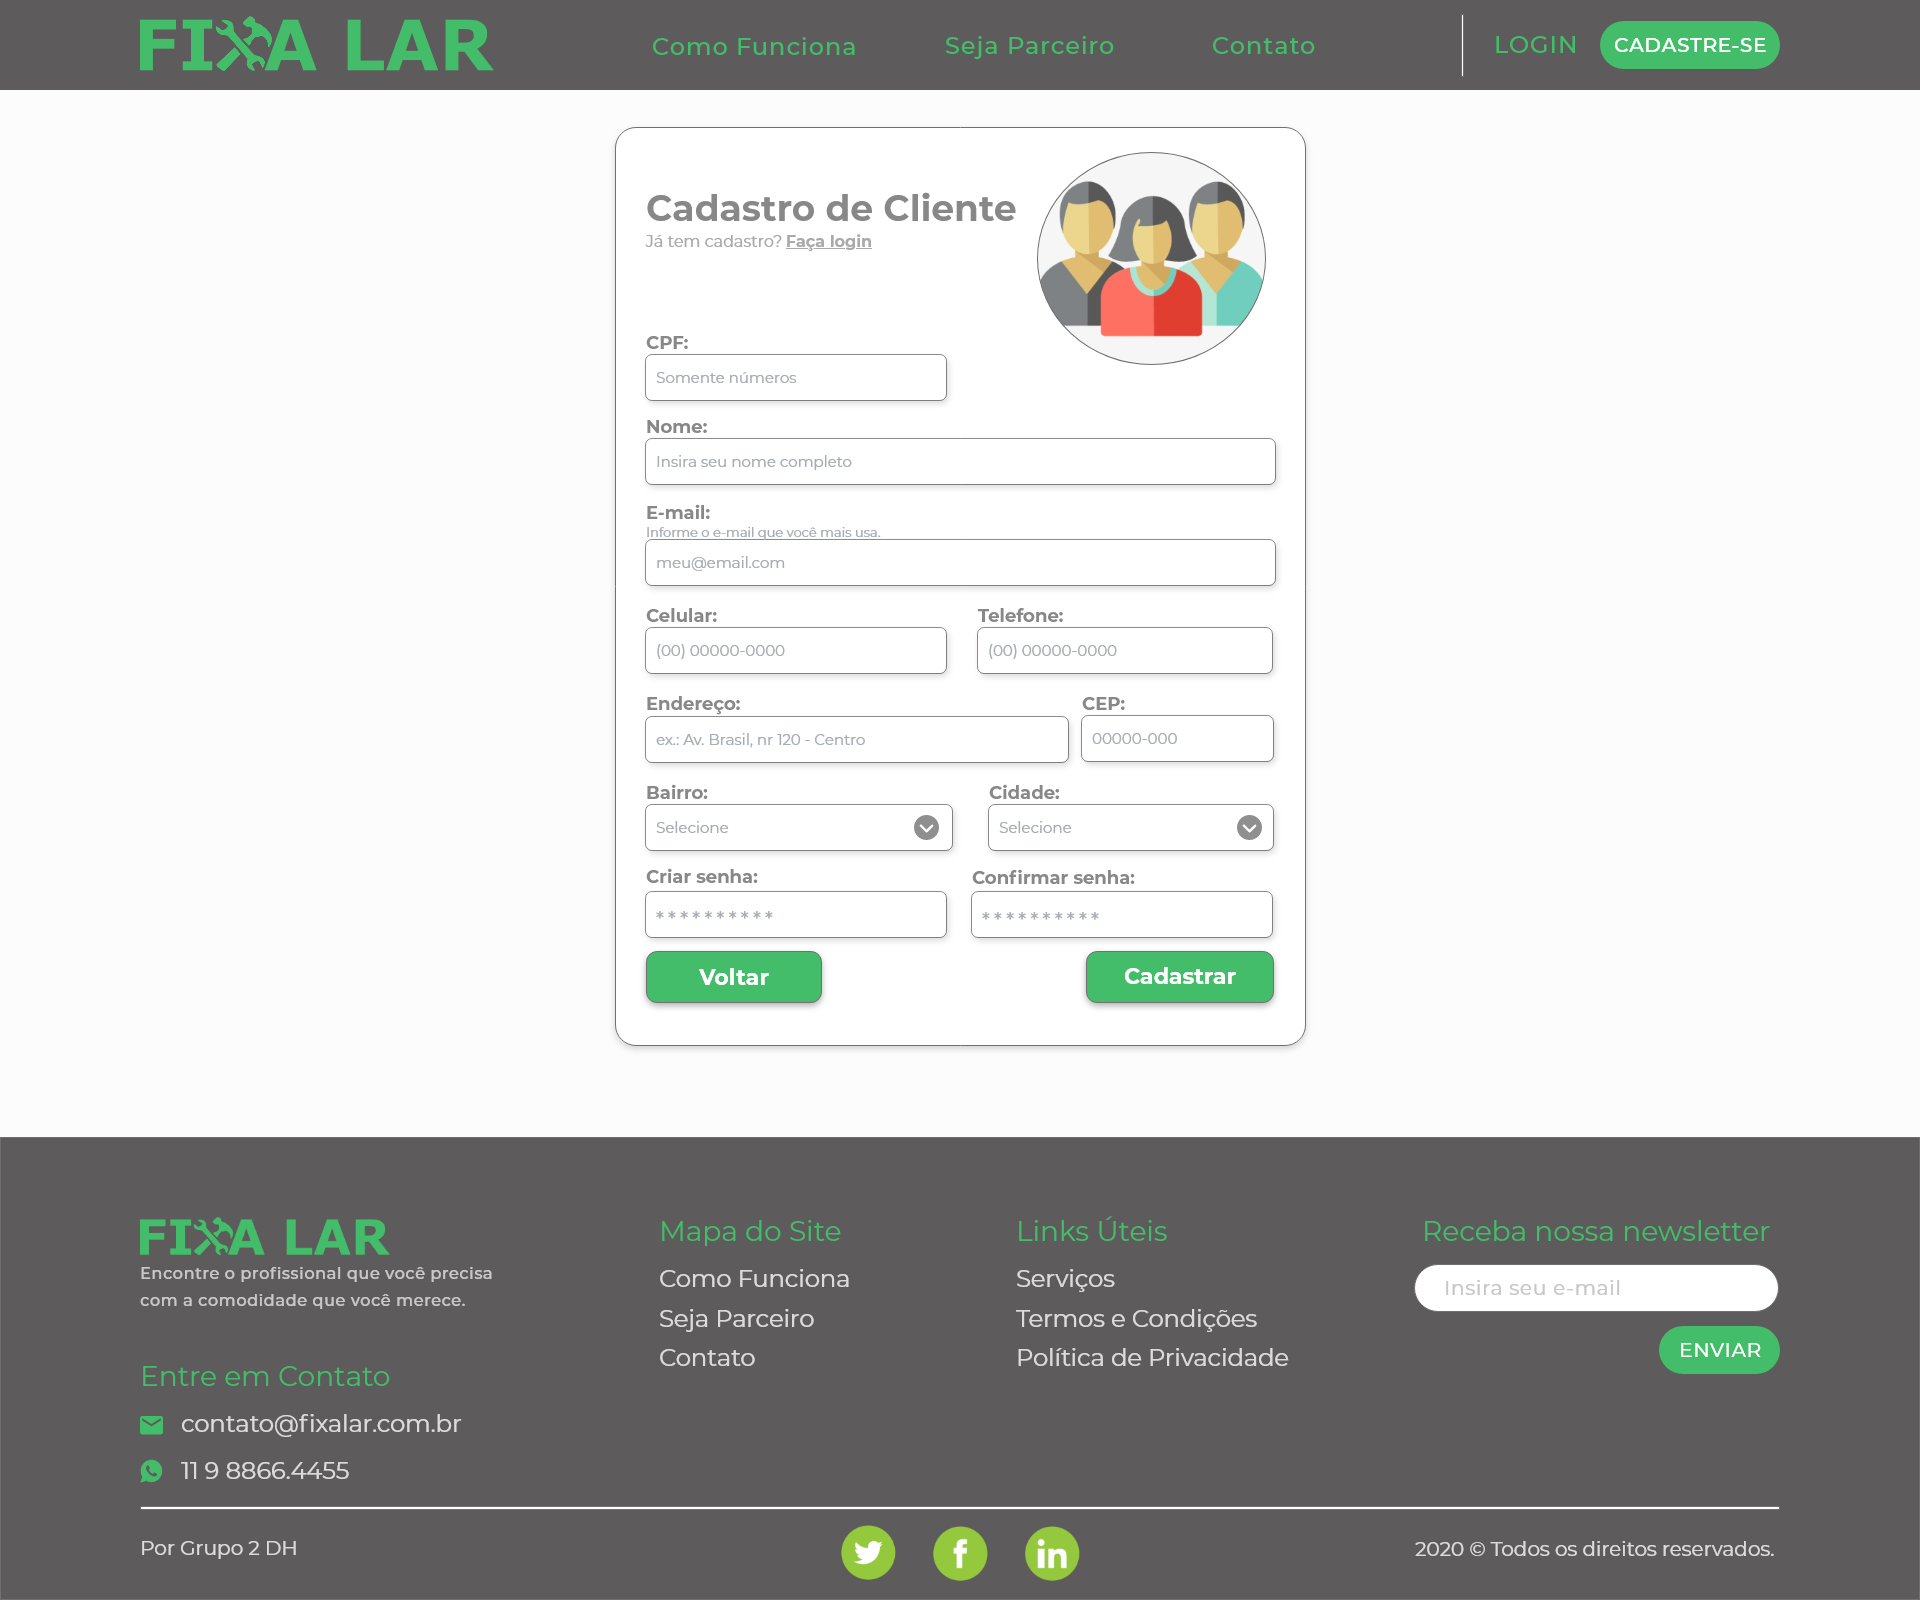 FIXA LAR
Como Funciona
Seja Parceiro
Contato
LOGIN
CADASTRE-SE
Cadastro de Cliente
Já tem cadastro? Faça login
CPF:
Somente números
Nome:
Insira seu nome completo
E-mail:
Informe o e-mail que você mais usa.
meu@email.com
Celular:
(00) 00000-0000
Telefone:
(00) 00000-0000
Endereço:
ex.: Av. Brasil, nr 120 - Centro
CEP:
00000-000
Bairro:
Selecione
Cidade:
Selecione
Criar senha:
**********
Confirmar senha:
**********
Voltar
Cadastrar
FIXA LAR
Encontre o profissional que você precisa
com a comodidade que você merece.
Entre em Contato
contato@fixalar.com.br
11 9 8866.4455
Mapa do Site
Como Funciona
Seja Parceiro
Contato
Links Úteis
Serviços
Termos e Condições
Política de Privacidade
Receba nossa newsletter
Insira seu e-mail
ENVIAR
Por Grupo 2 DH
2020 © Todos os direitos reservados.